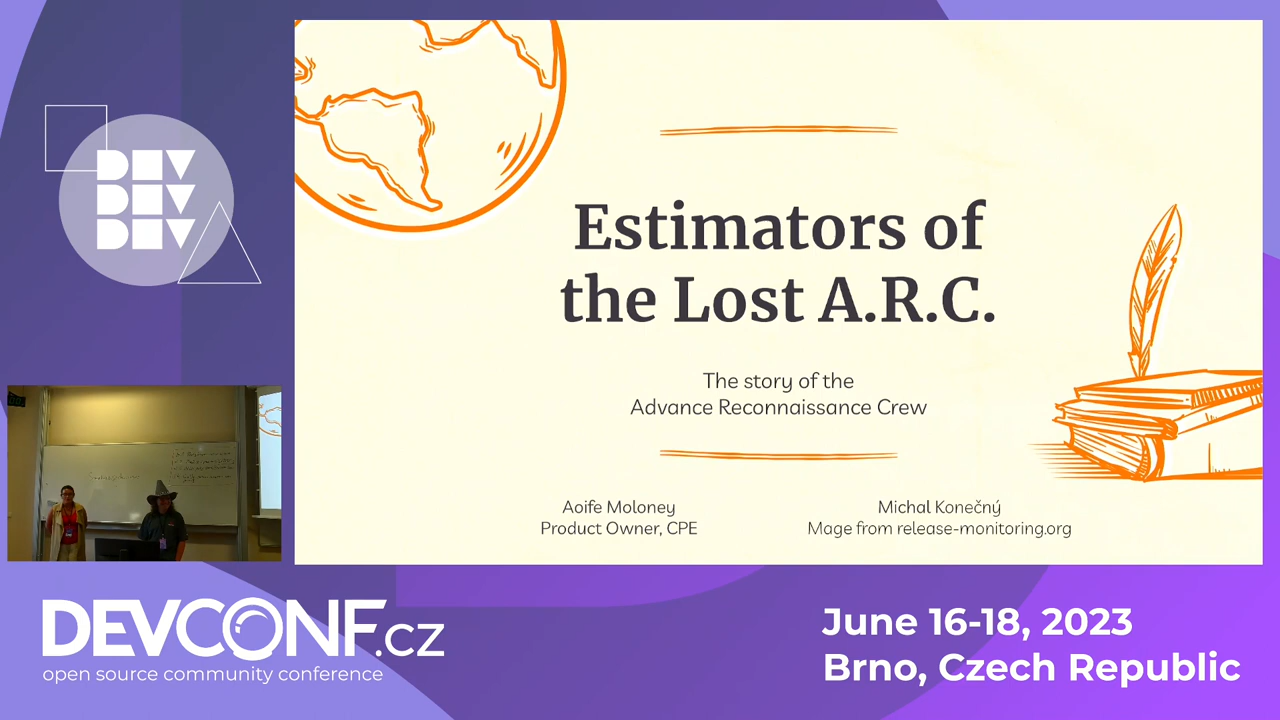 DEV
DEV
DEV
Estimators of
the Lost A.R.C.
The story of the
Advance Reconnaissance Crew
Aoife Moloney
Product Owner, CPE
Michal Konečný
Mage from release-monitoring.org
DEVCONF.cz
open source community conference
June 16-18, 2023
Brno, Czech Republic